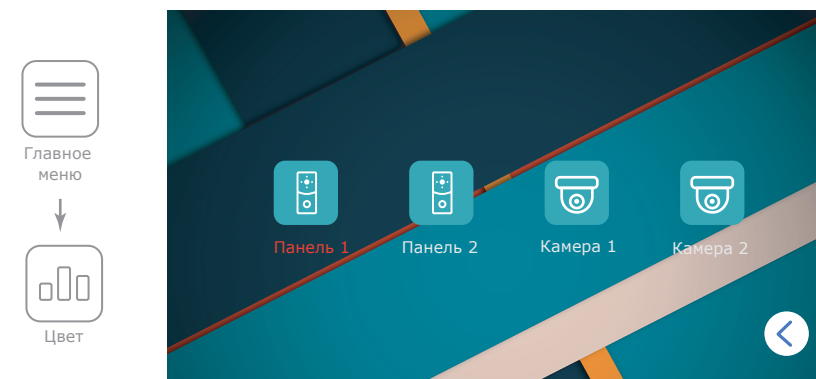 Главное
меню
Цвет
Панель 1
Панель 2
Камера 1
Камера 2